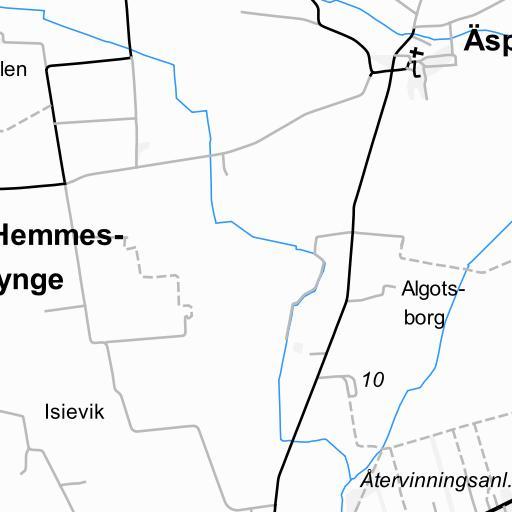 Äsp
len
Hemmes-
ynge
Algots-
borg
10
Isievik
Återvinningsanl.